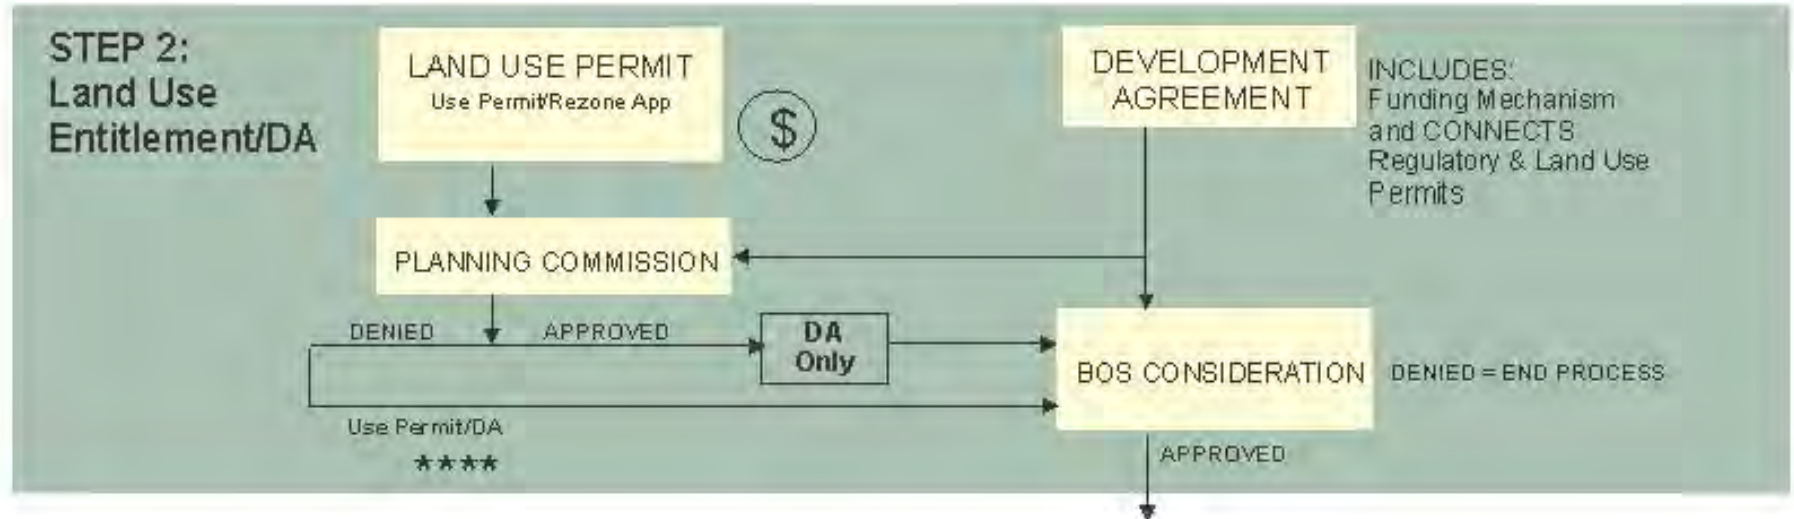 STEP 2:
Land Use
Entitlement/DA
LAND USE PERMIT
Use Permit/Rezone App
$
DEVELOPMENT
AGREEMENT
INCLUDES:
Funding Mechanism
and CONNECTS
Regulatory & Land Use
Permits
PLANNING COMMISSION
DENIED
APPROVED
DA
Only
BOS CONSIDERATION
DENIED = END PROCESS
Use Permit/DA
****
APPROVED